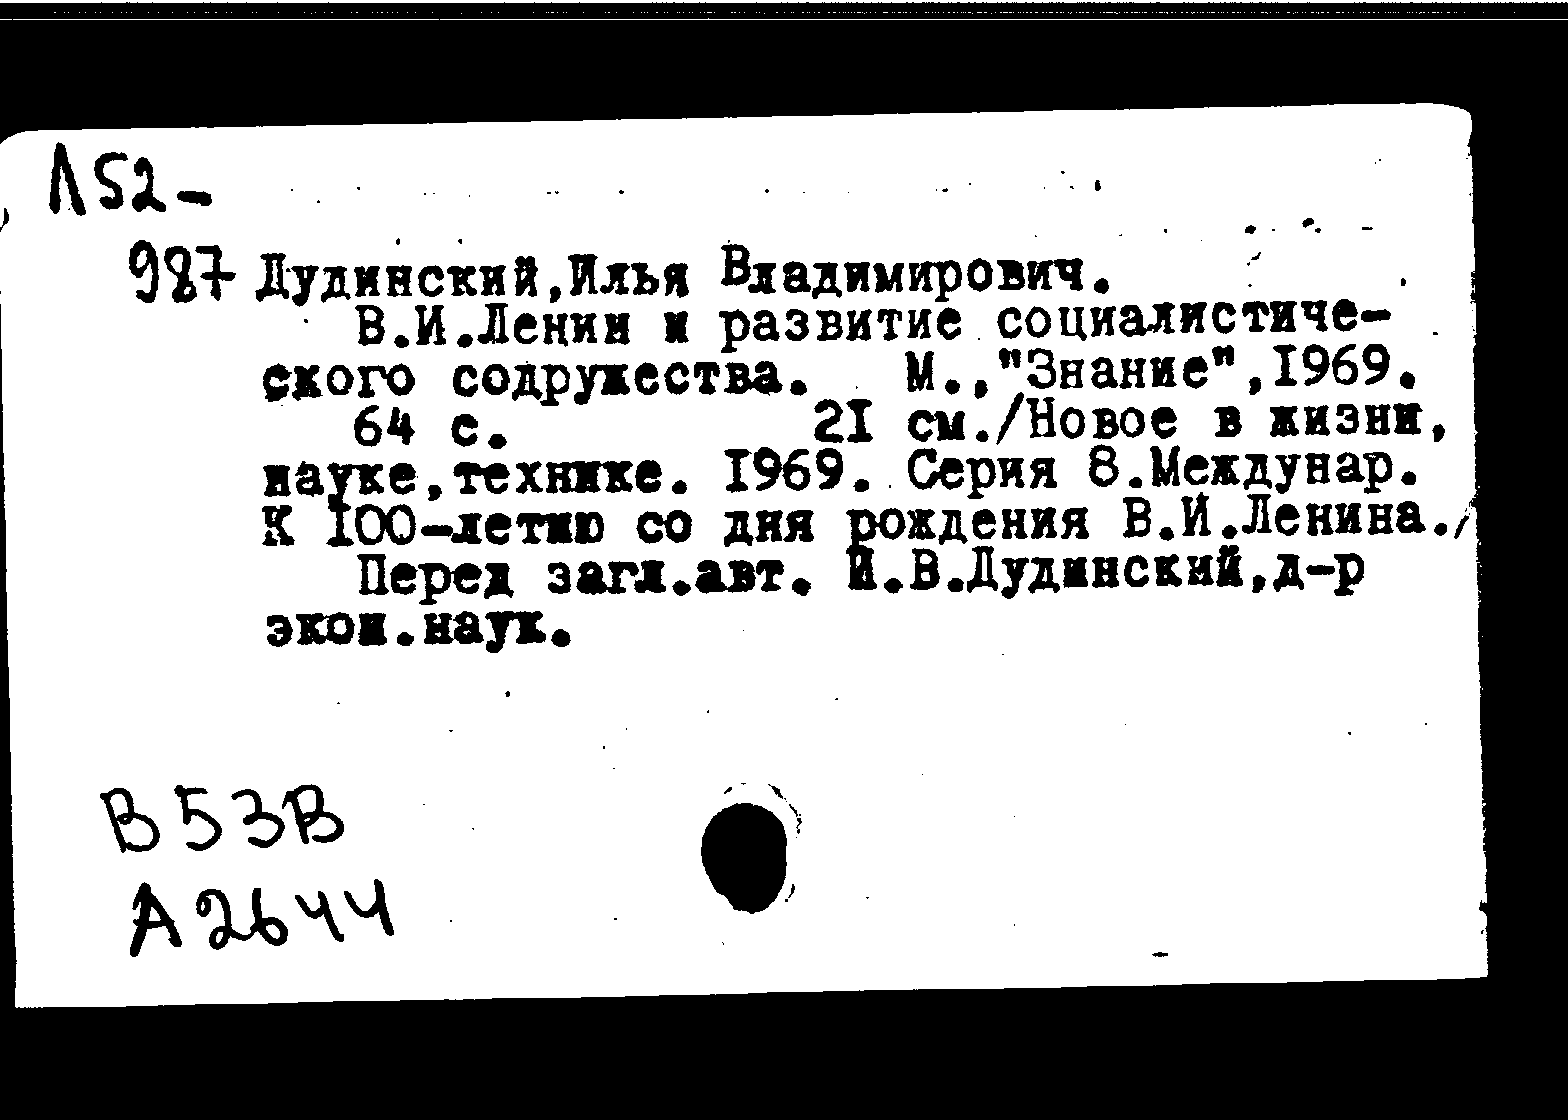 Л52-
987 Дудинский,Илья Владимирович.
В.И.Ленин и развитие социалистиче-
ского содружества. М.,"Знание",1969.
64 с. 21 см./Новое в жизни,
науке,технике. 1969. Серия 8.Междунар.
К 100-летию со дня рождения В.И.Ленина./
Перед загл.авт. И.В.Дудинский,д-р
экон.наук.
В53В
А2644